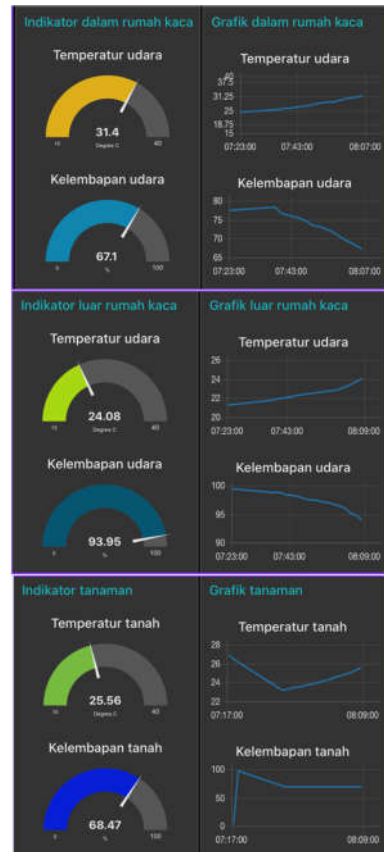 Indikator dalam rumah kaca
Temperatur udara
31.4
Degree C
40
Kelembapan udara
67.1
%
0
100
Grafik dalam rumah kaca
Temperatur udara
40
37.5
31.25
25
18.75
15
07:23:00
07:43:00
08:07:00
Kelembapan udara
80
75
70
65
07:23:00
07:43:00
08:07:00
Indikator luar rumah kaca
Temperatur udara
24.08
Degree C
40
Kelembapan udara
93.95
%
0
100
Grafik luar rumah kaca
Temperatur udara
26
24
22
20
07:23:00
07:43:00
08:09:00
Kelembapan udara
100
95
90
07:23:00
07:43:00
08:09:00
Indikator tanaman
Temperatur tanah
25.56
Degree C
40
Kelembapan tanah
68.47
%
0
100
Grafik tanaman
Temperatur tanah
28
26
24
22
07:17:00
08:09:00
Kelembapan tanah
100
50
0
07:17:00
08:09:00